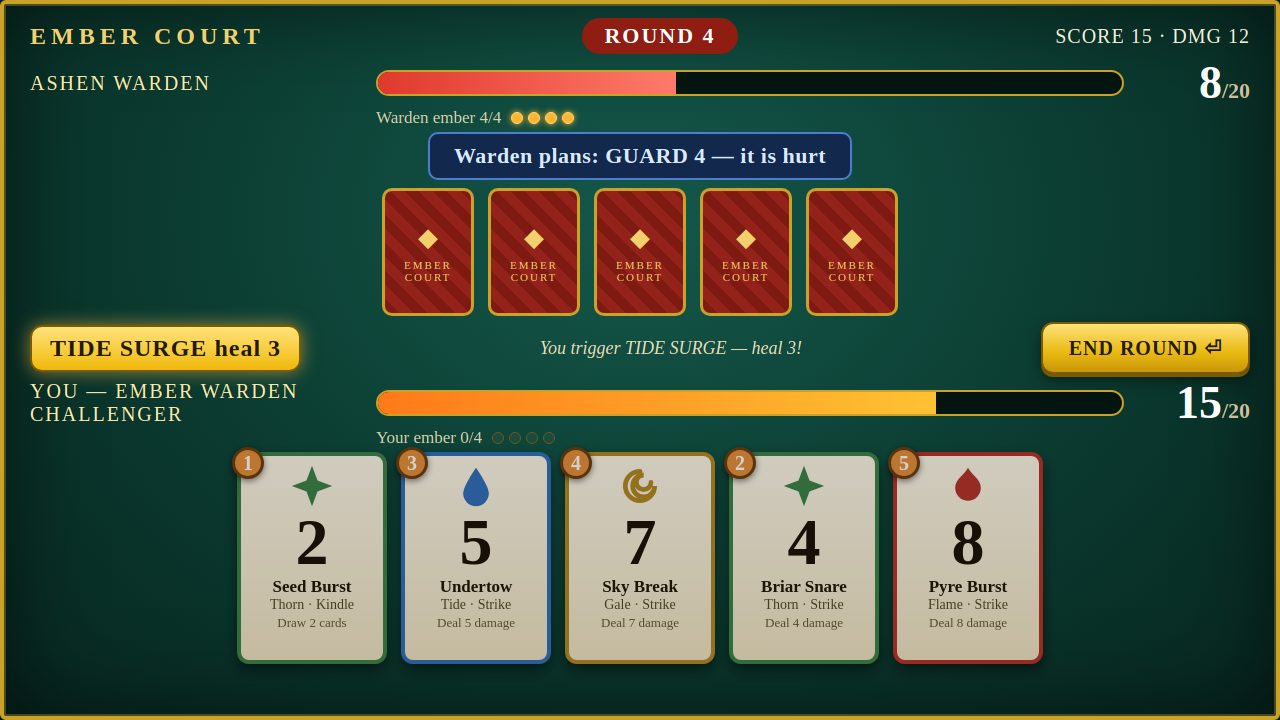 EMBER COURT
ROUND 4
SCORE 15 · DMG 12
ASHEN WARDEN
8/20
Warden ember 4/4
Warden plans: GUARD 4 — it is hurt
EMBER COURT
EMBER COURT
EMBER COURT
EMBER COURT
EMBER COURT
TIDE SURGE heal 3
You trigger TIDE SURGE — heal 3!
END ROUND ⏎
YOU — EMBER WARDEN
CHALLENGER
15/20
Your ember 0/4
1
2
Seed Burst
Thorn · Kindle
Draw 2 cards
3
5
Undertow
Tide · Strike
Deal 5 damage
4
7
Sky Break
Gale · Strike
Deal 7 damage
2
4
Briar Snare
Thorn · Strike
Deal 4 damage
5
8
Pyre Burst
Flame · Strike
Deal 8 damage